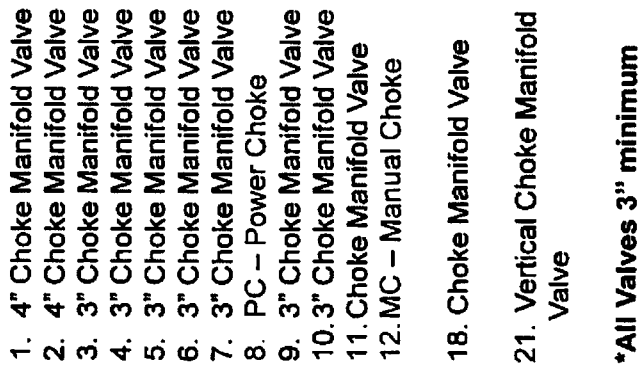 1. 4" Choke Manifold Valve
2. 4" Choke Manifold Valve
3. 3" Choke Manifold Valve
4. 3" Choke Manifold Valve
5. 3" Choke Manifold Valve
6. 3" Choke Manifold Valve
7. 3" Choke Manifold Valve
8. PC – Power Choke
9. 3" Choke Manifold Valve
10. 3" Choke Manifold Valve
11. Choke Manifold Valve
12. MC – Manual Choke
18. Choke Manifold Valve
21. Vertical Choke Manifold
Valve
*All Valves 3" minimum